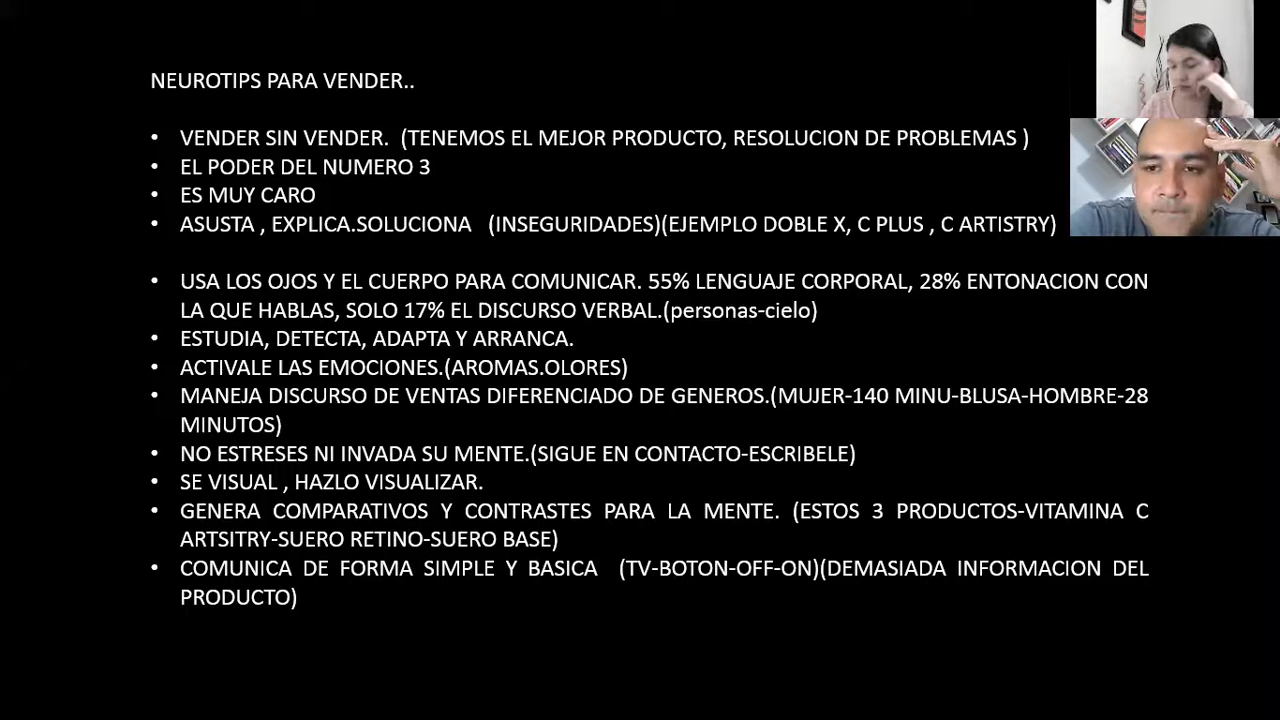 NEUROTIPS PARA VENDER..
• VENDER SIN VENDER. (TENEMOS EL MEJOR PRODUCTO, RESOLUCION DE PROBLEMAS )
• EL PODER DEL NUMERO 3
• ES MUY CARO
• ASUSTA , EXPLICA.SOLUCIONA (INSEGURIDADES)(EJEMPLO DOBLE X, C PLUS , C ARTISTRY)
• USA LOS OJOS Y EL CUERPO PARA COMUNICAR. 55% LENGUAJE CORPORAL, 28% ENTONACION CON
LA QUE HABLAS, SOLO 17% EL DISCURSO VERBAL.(personas-cielo)
• ESTUDIA, DETECTA, ADAPTA Y ARRANCA.
• ACTIVALE LAS EMOCIONES.(AROMAS.OLORES)
• MANEJA DISCURSO DE VENTAS DIFERENCIADO DE GENEROS.(MUJER-140 MINU-BLUSA-HOMBRE-28
MINUTOS)
• NO ESTRESES NI INVADA SU MENTE.(SIGUE EN CONTACTO-ESCRIBELE)
• SE VISUAL , HAZLO VISUALIZAR.
• GENERA COMPARATIVOS Y CONTRASTES PARA LA MENTE. (ESTOS 3 PRODUCTOS-VITAMINA C
ARTSITRY-SUERO RETINO-SUERO BASE)
• COMUNICA DE FORMA SIMPLE Y BASICA (TV-BOTON-OFF-ON)(DEMASIADA INFORMACION DEL
PRODUCTO)